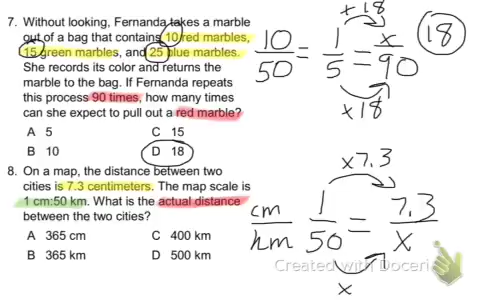 7. Without looking, Fernanda takes a marble
out of a bag that contains 10 red marbles,
15 green marbles, and 25 blue marbles.
She records its color and returns the
marble to the bag. If Fernanda repeats
this process 90 times, how many times
can she expect to pull out a red marble?
A 5 C 15
B 10 D 18
x18
10/50 = 1/5 = x/90
18
x18
8. On a map, the distance between two
cities is 7.3 centimeters. The map scale is
1 cm:50 km. What is the actual distance
between the two cities?
A 365 cm C 400 km
B 365 km D 500 km
x7.3
cm/km 1/50 = 7.3/x
x
Created with Doceri